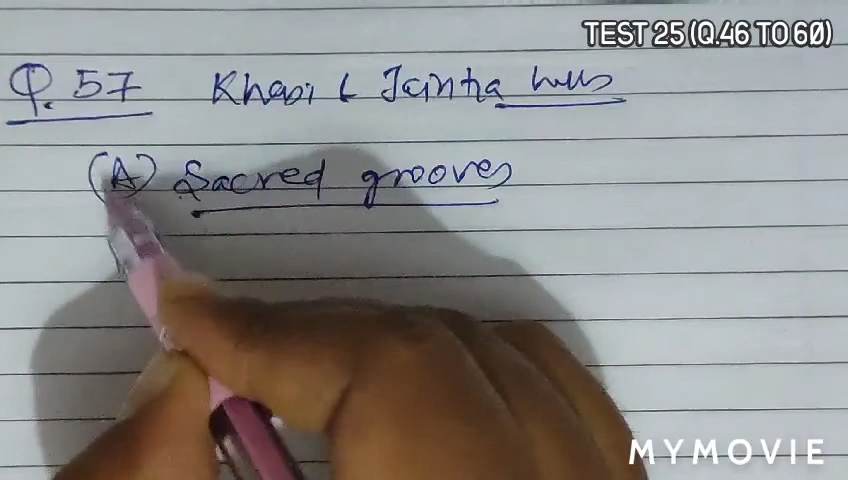 TEST 25 (Q.46 TO 60)
Q. 57 Khasi & Jaintia hills
(A) Sacred grooves
MYMOVIE